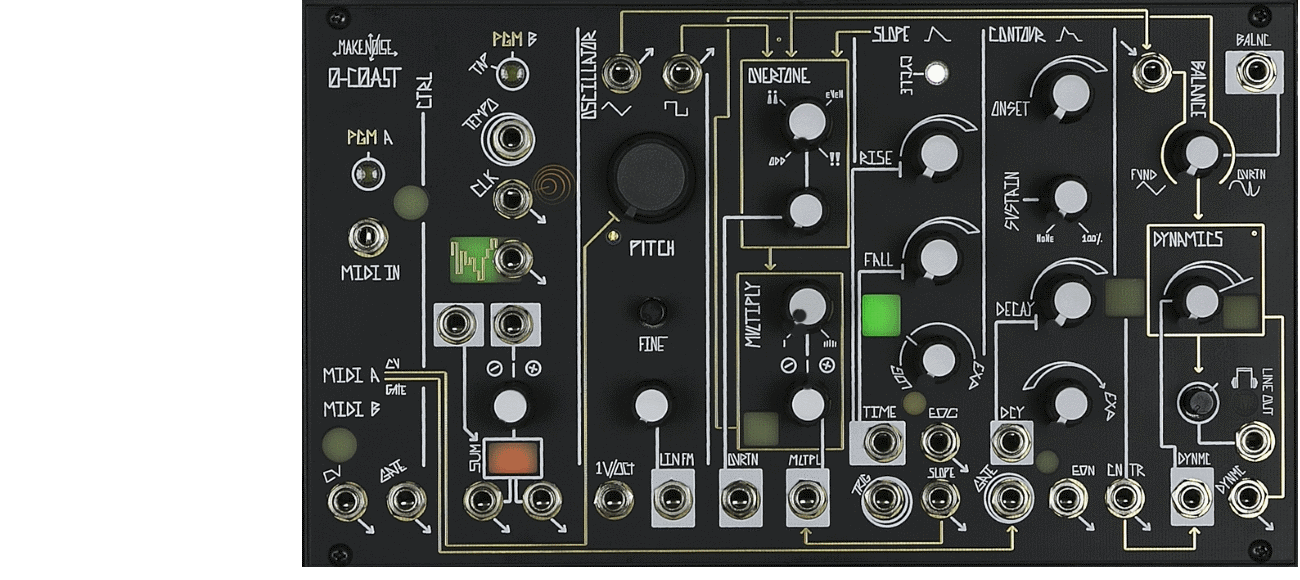 MAKENØISE
0-COAST
CTRL
PGM B
TMP
TEMPO
CLK
PGM A
MIDI IN
MIDI A
CV
GATE
MIDI B
CV
GATE
SUM
OSCILLATOR
PITCH
FINE
1V/Oct
LIN FM
OVERTONE
¡¡
EVEN
ODD
!!
MULTIPLY
OVRTN
MLTPL
SLOPE
CYCLE
RISE
FALL
LOG
EXP
TIME
EOC
TRIG
SLOPE
CONTOUR
ONSET
SUSTAIN
NoNe
100%
DECAY
EXP
DCY
GATE
EON
CNTR
BALANCE
BALNC
FUND
OVRTN
DYNAMICS
LINE OUT
DYNMC
DYNMC